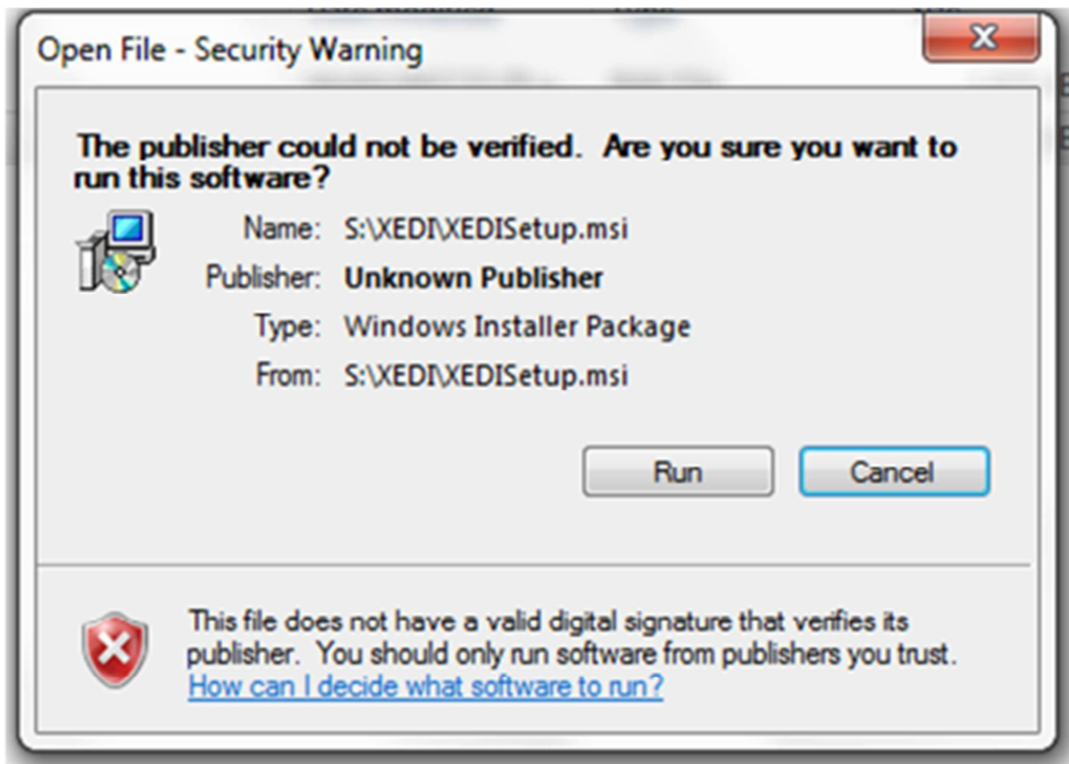 Open File - Security Warning
The publisher could not be verified.  Are you sure you want to
run this software?
Name: S:\XEDI\XEDISetup.msi
Publisher: Unknown Publisher
Type: Windows Installer Package
From: S:\XEDI\XEDISetup.msi
Run Cancel
This file does not have a valid digital signature that verifies its
publisher.  You should only run software from publishers you trust.
How can I decide what software to run?